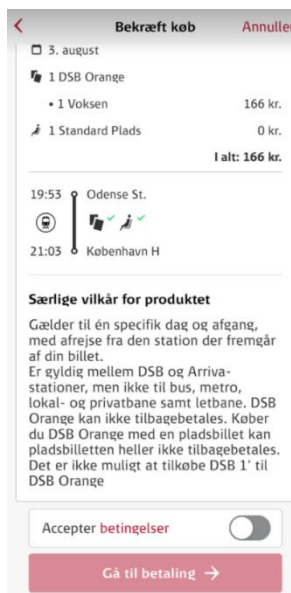 Bekræft køb
Annuller
3. august
1 DSB Orange
• 1 Voksen 166 kr.
1 Standard Plads 0 kr.
I alt: 166 kr.
19:53 Odense St.
21:03 København H
Særlige vilkår for produktet
Gælder til én specifik dag og afgang,
med afrejse fra den station der fremgår
af din billet.
Er gyldig mellem DSB og Arriva-
stationer, men ikke til bus, metro,
lokal- og privatbane samt letbane. DSB
Orange kan ikke tilbagebetales. Køber
du DSB Orange med en pladsbillet kan
pladsbilletten heller ikke tilbagebetales.
Det er ikke muligt at tilkøbe DSB 1' til
DSB Orange
Accepter betingelser
Gå til betaling →